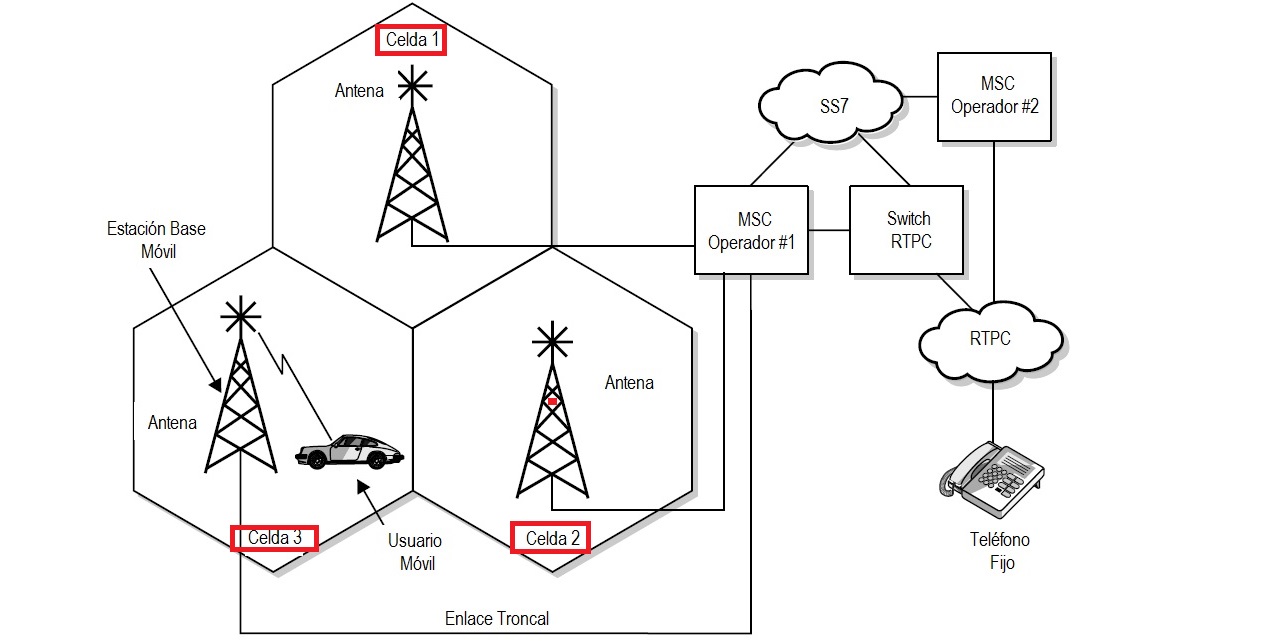 Celda 1
Antena
SS7
MSC
Operador #2
MSC
Operador #1
Switch
RTPC
Estación Base
Móvil
RTPC
Antena
Antena
Celda 3
Celda 2
Usuario
Móvil
Teléfono
Fijo
Enlace Troncal